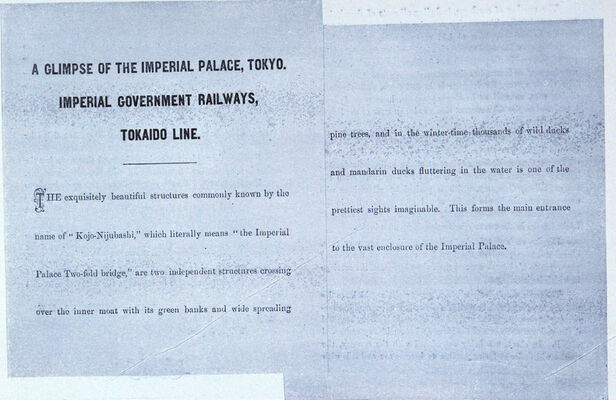 A GLIMPSE OF THE IMPERIAL PALACE, TOKYO.
IMPERIAL GOVERNMENT RAILWAYS,
TOKAIDO LINE.
THE exquisitely beautiful structures commonly known by the
name of "Kojo-Nijubashi," which literally means "the Imperial
Palace Two-fold bridge," are two independent structures crossing
over the inner moat with its green banks and wide spreading
pine trees, and in the winter-time thousands of wild ducks
and mandarin ducks fluttering in the water is one of the
prettiest sights imaginable. This forms the main entrance
to the vast enclosure of the Imperial Palace.